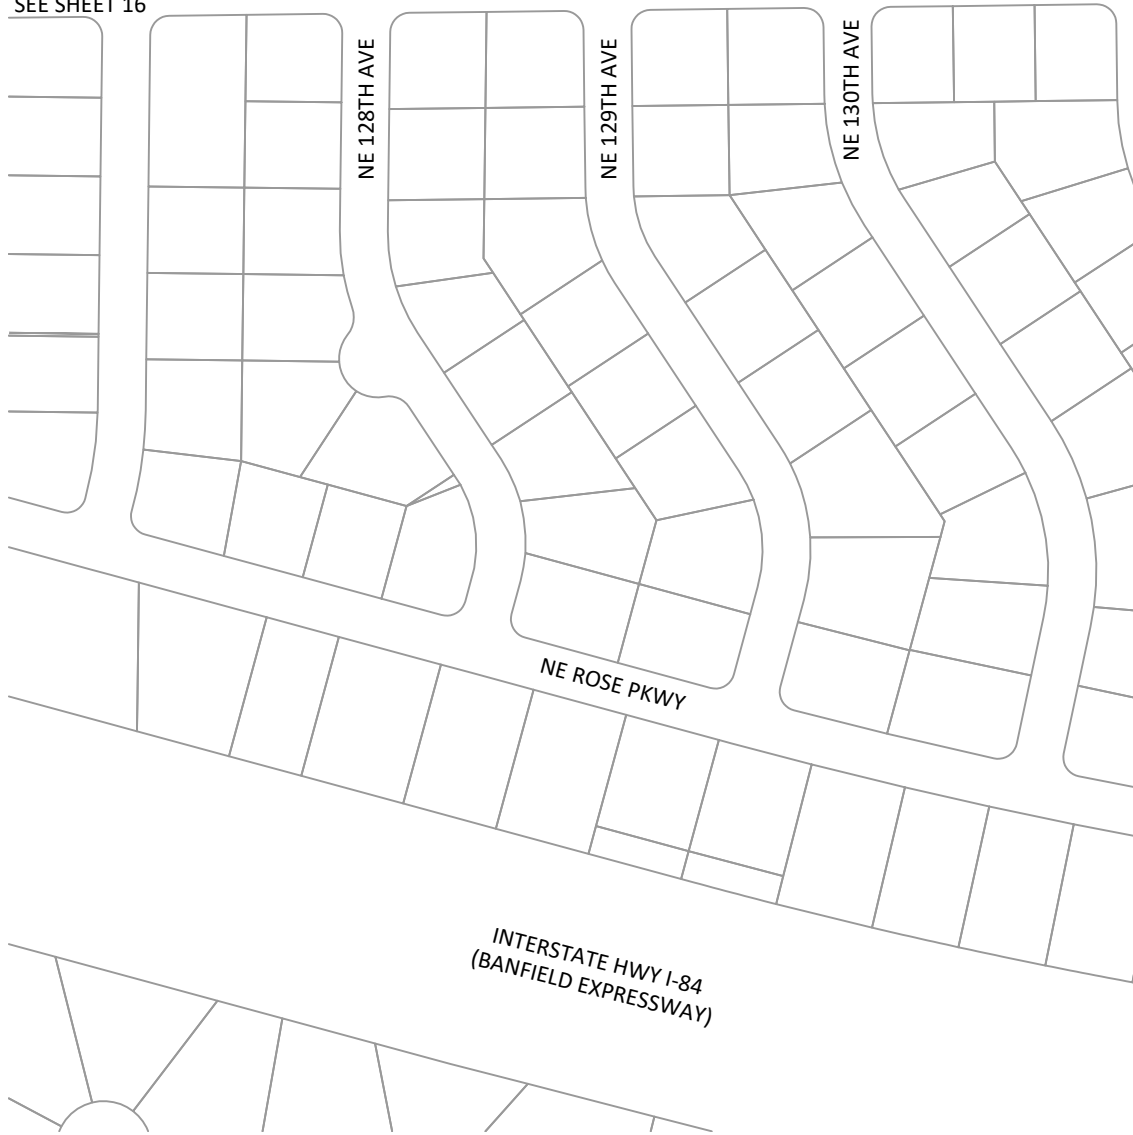 SEE SHEET 16
NE 128TH AVE
NE 129TH AVE
NE 130TH AVE
NE ROSE PKWY
INTERSTATE HWY I-84
(BANFIELD EXPRESSWAY)